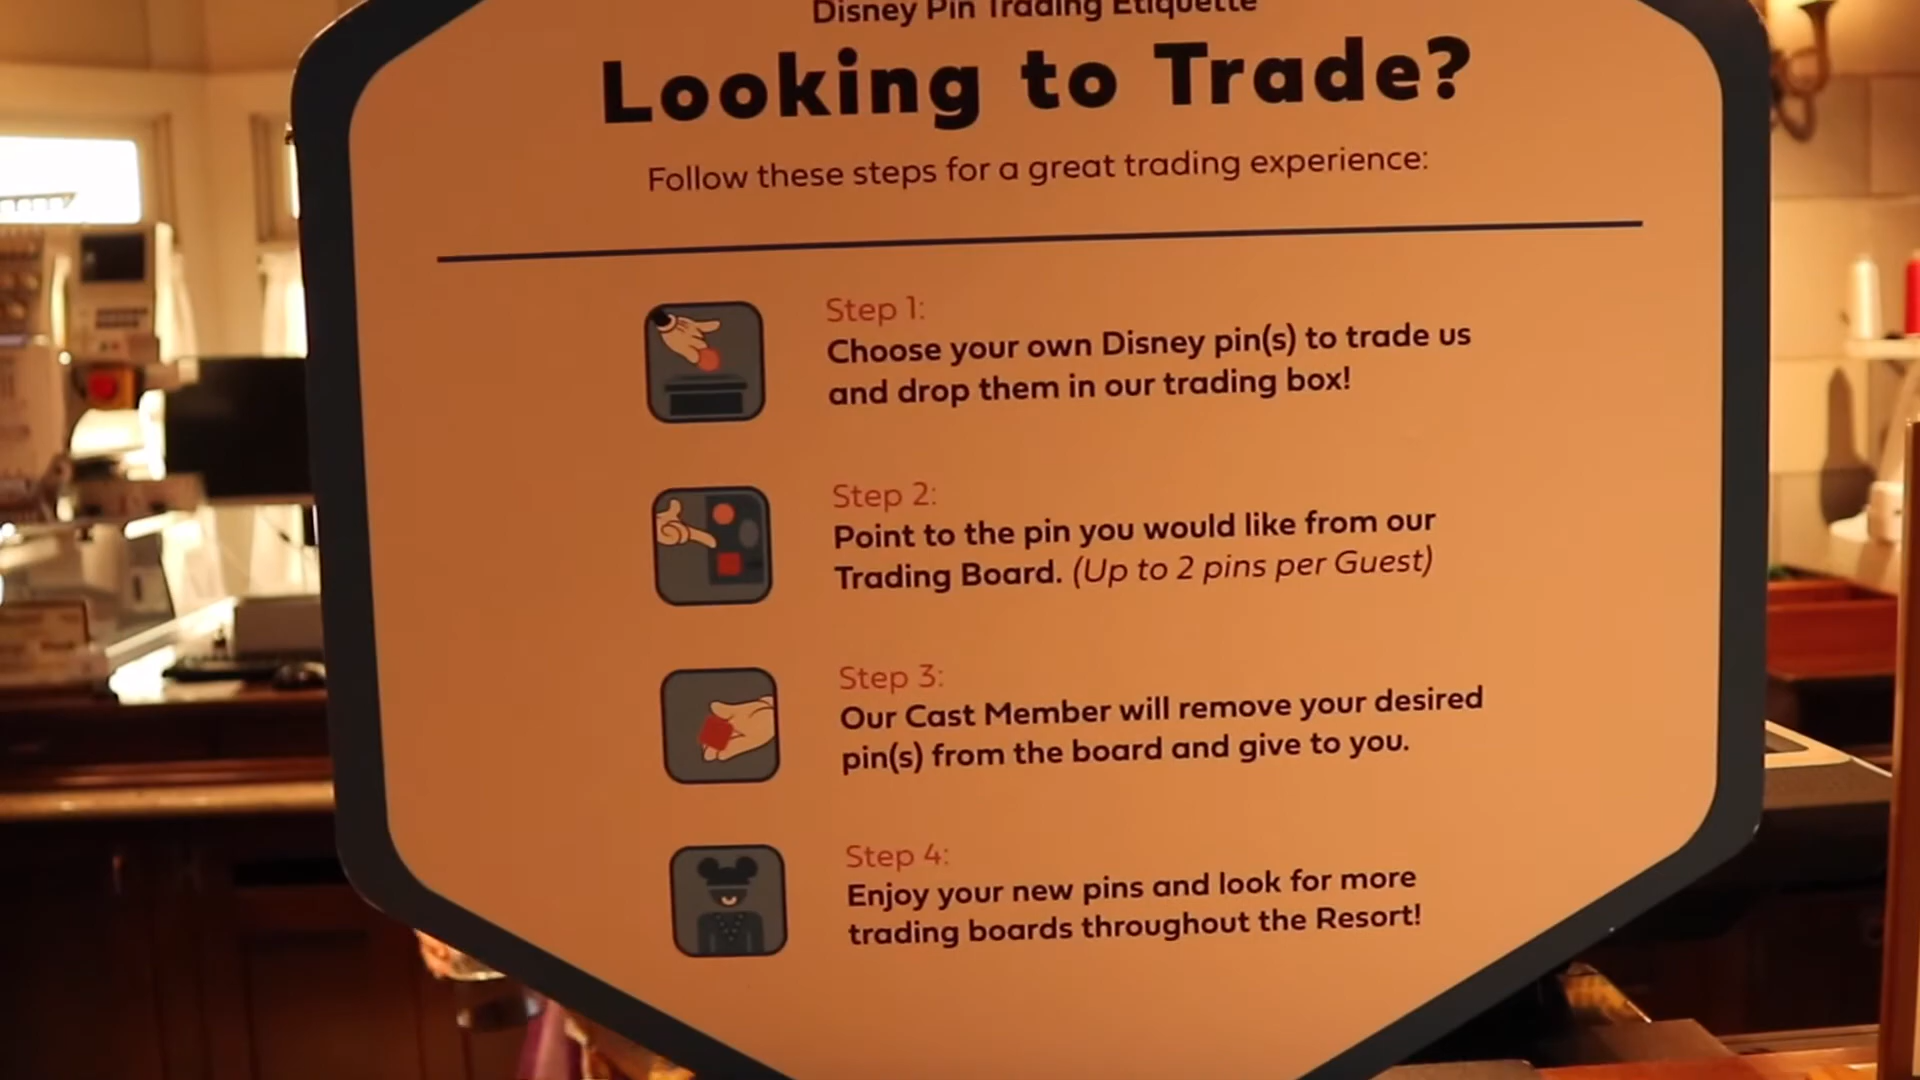 Disney Pin Trading Etiquette
Looking to Trade?
Follow these steps for a great trading experience:
Step 1:
Choose your own Disney pin(s) to trade us
and drop them in our trading box!
Step 2:
Point to the pin you would like from our
Trading Board. (Up to 2 pins per Guest)
Step 3:
Our Cast Member will remove your desired
pin(s) from the board and give to you.
Step 4:
Enjoy your new pins and look for more
trading boards throughout the Resort!